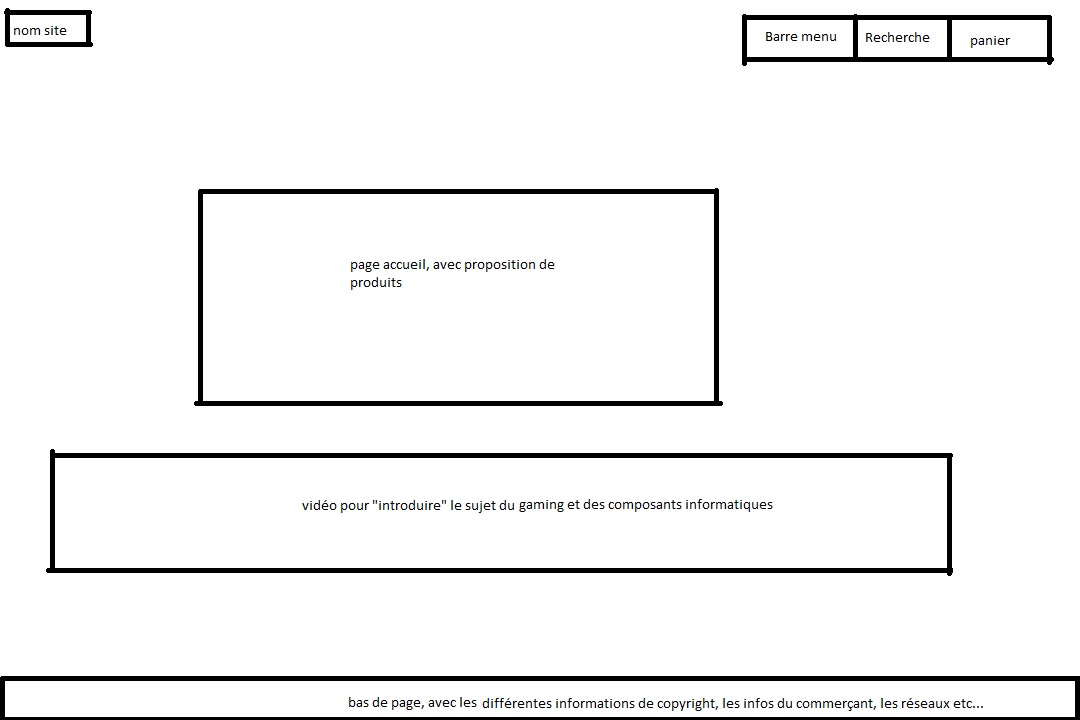 nom site
Barre menu
Recherche
panier
page accueil, avec proposition de
produits
vidéo pour "introduire" le sujet du gaming et des composants informatiques
bas de page, avec les différentes informations de copyright, les infos du commerçant, les réseaux etc...